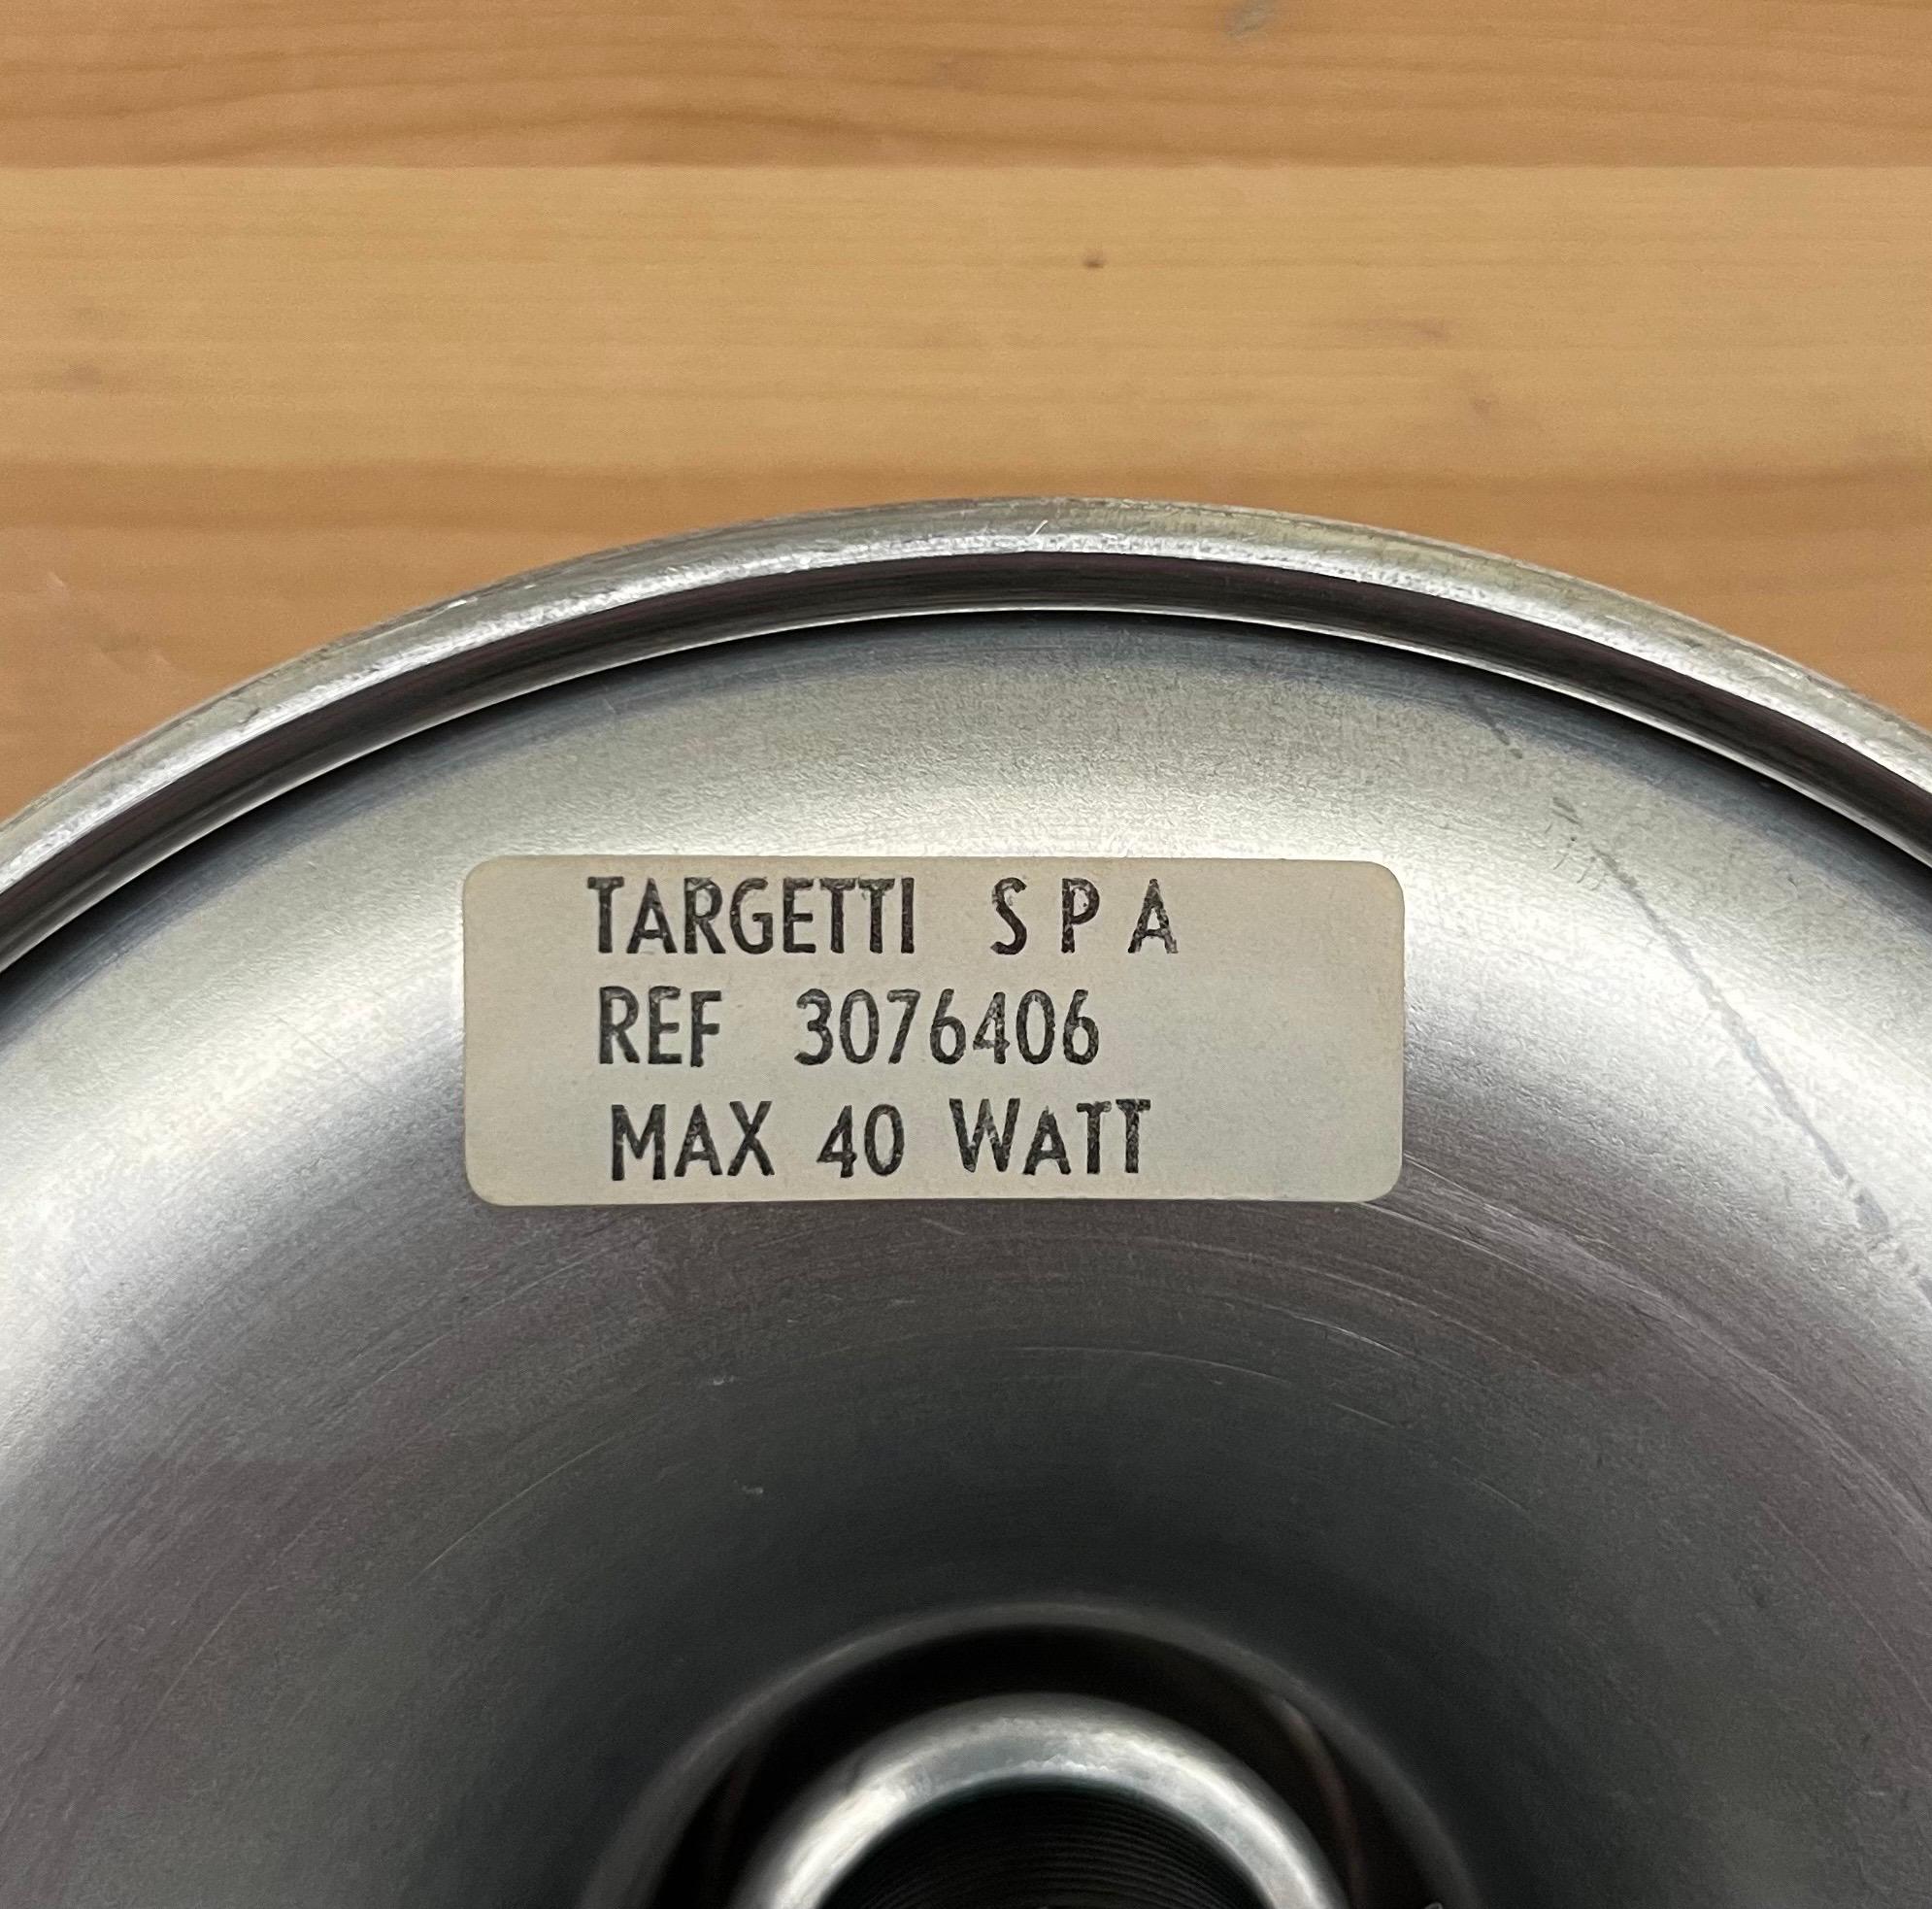 TARGETTI S P A
REF 3076406
MAX 40 WATT